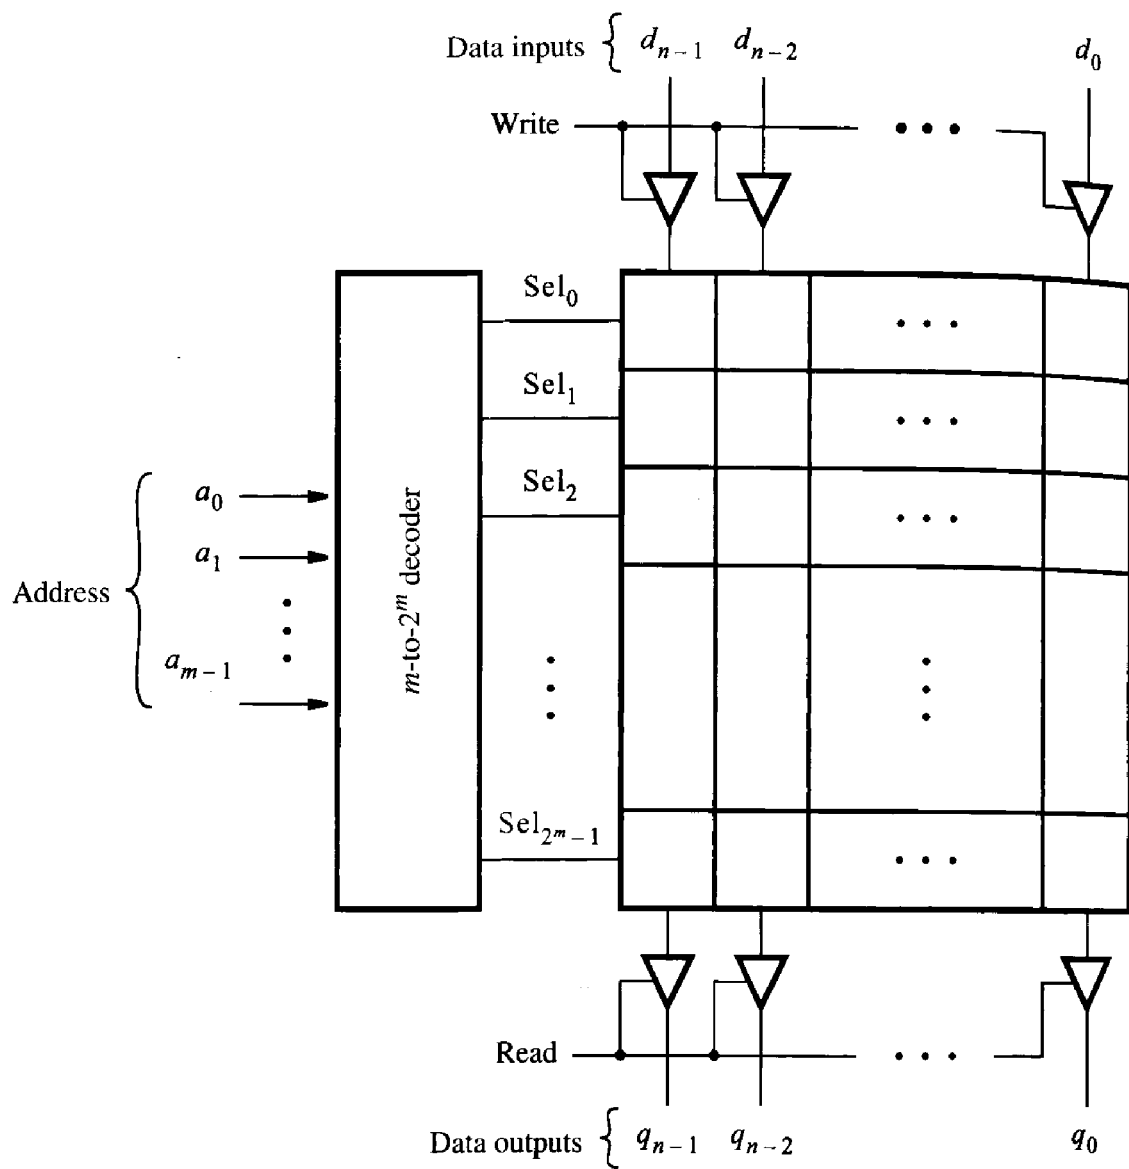 Data inputs { d_{n-1} d_{n-2} d_0
Write
Sel_0
Sel_1
Sel_2
a_0
a_1
Address
a_{m-1}
m-to-2^m decoder
Sel_{2^m-1}
Read
Data outputs { q_{n-1} q_{n-2} q_0